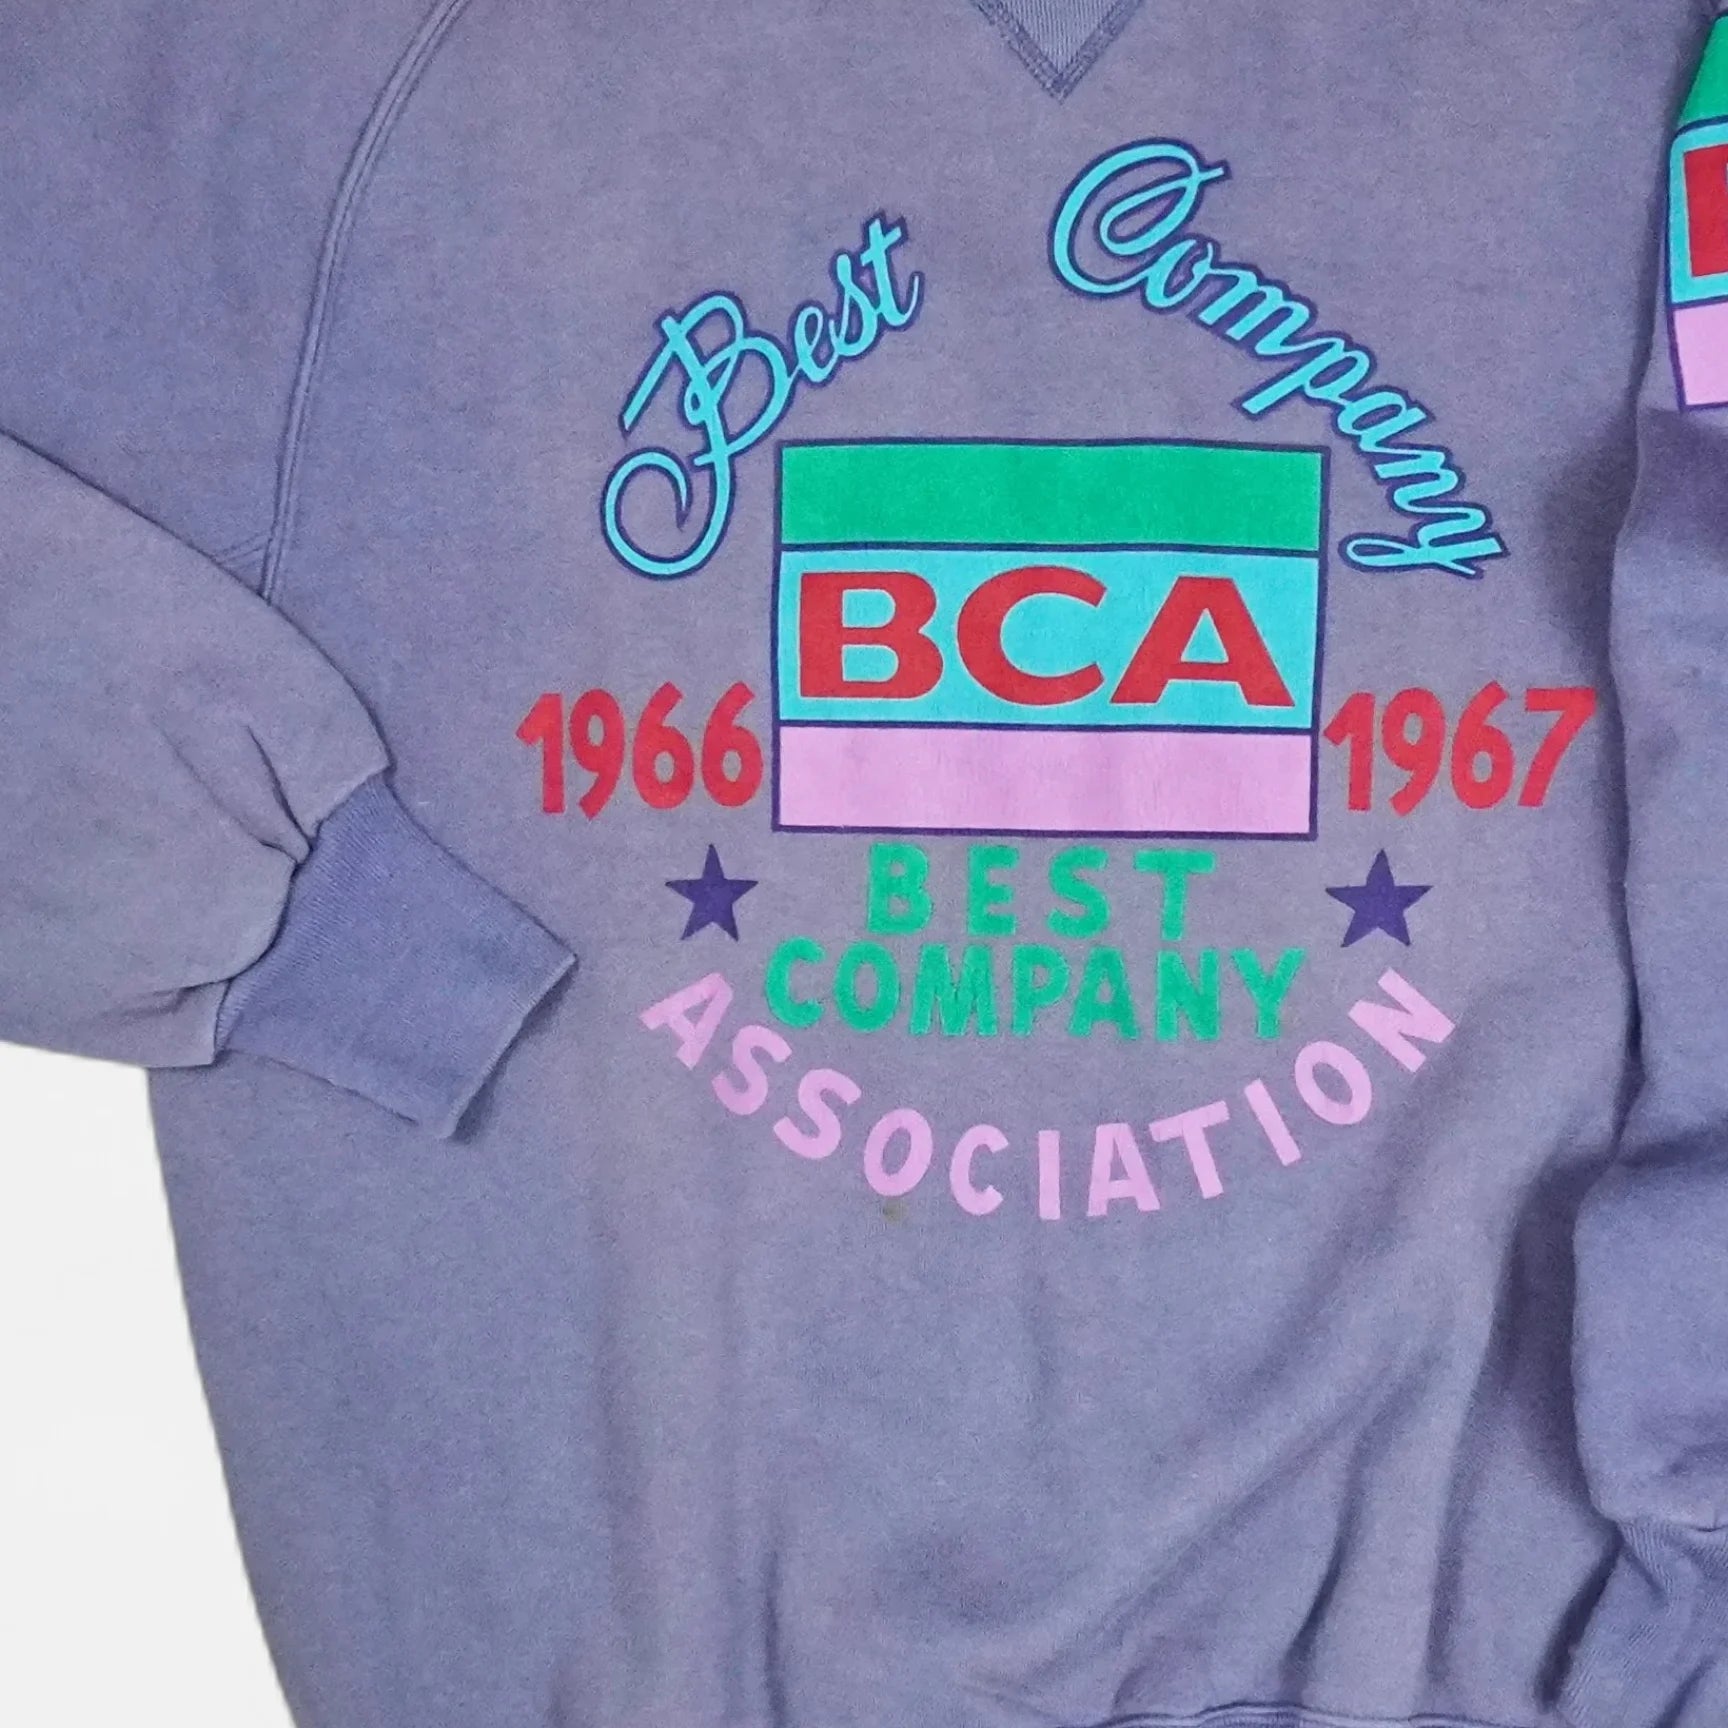 Best Company
BCA
1966 1967
BEST
COMPANY
ASSOCIATION